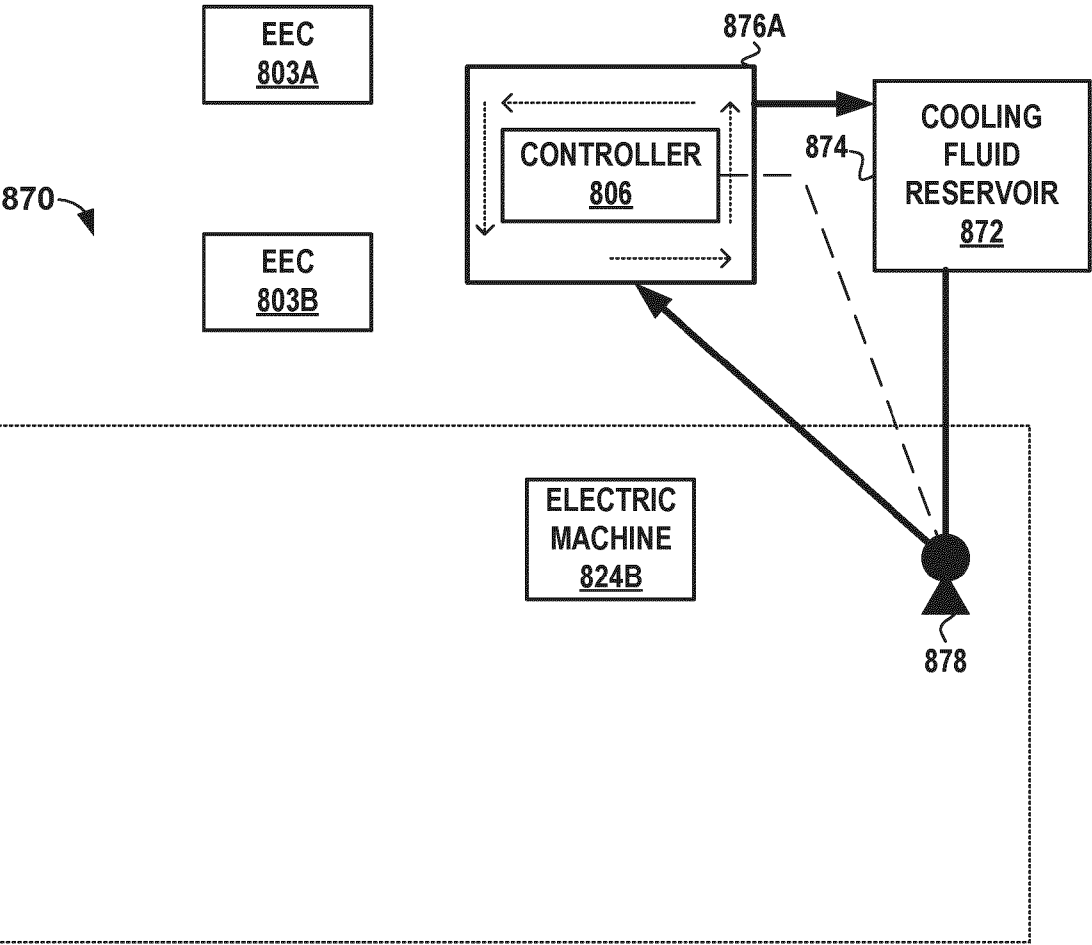 EEC
803A
876A
COOLING
FLUID
RESERVOIR
872
874
CONTROLLER
806
870
EEC
803B
ELECTRIC
MACHINE
824B
878